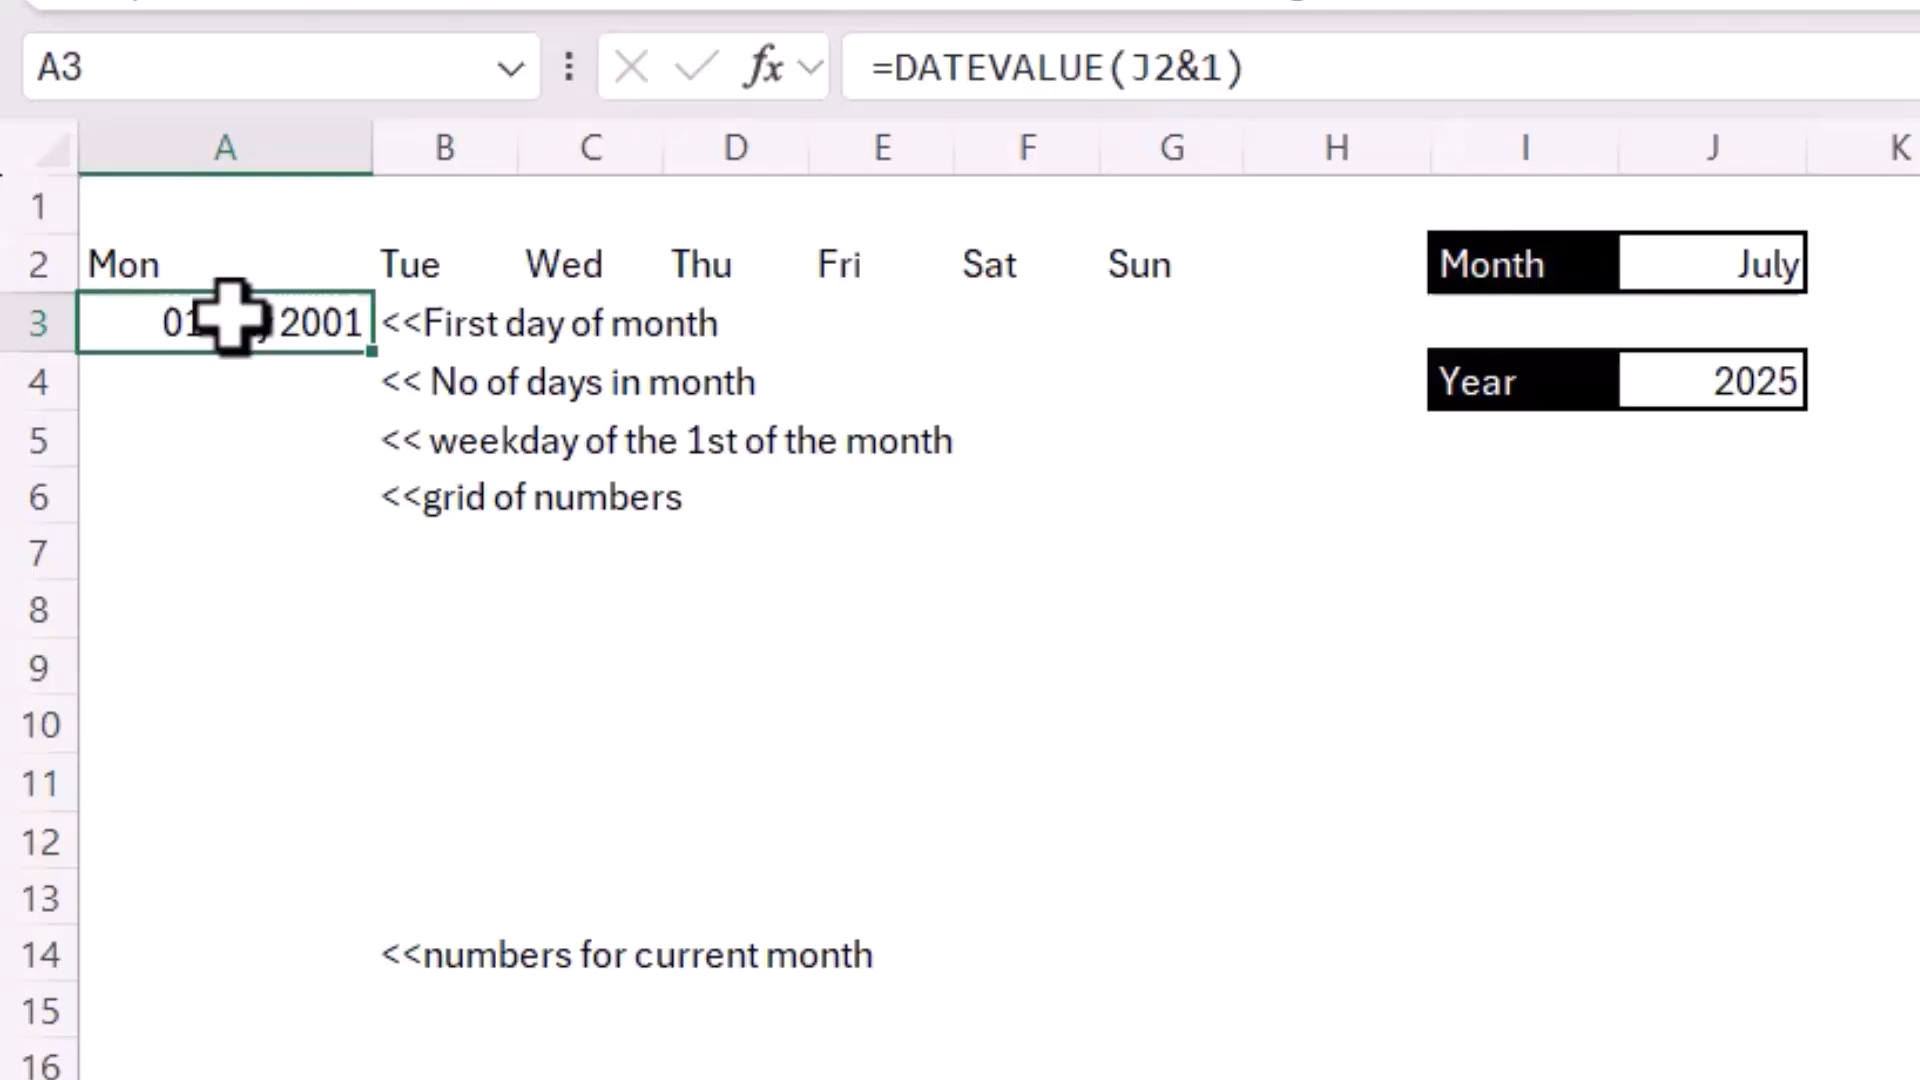 A3 fx =DATEVALUE(J2&1)
A B C D E F G H I J K
1
2 Mon Tue Wed Thu Fri Sat Sun Month July
3 01 2001 <<First day of month
4 << No of days in month Year 2025
5 << weekday of the 1st of the month
6 <<grid of numbers
7
8
9
10
11
12
13
14 <<numbers for current month
15
16